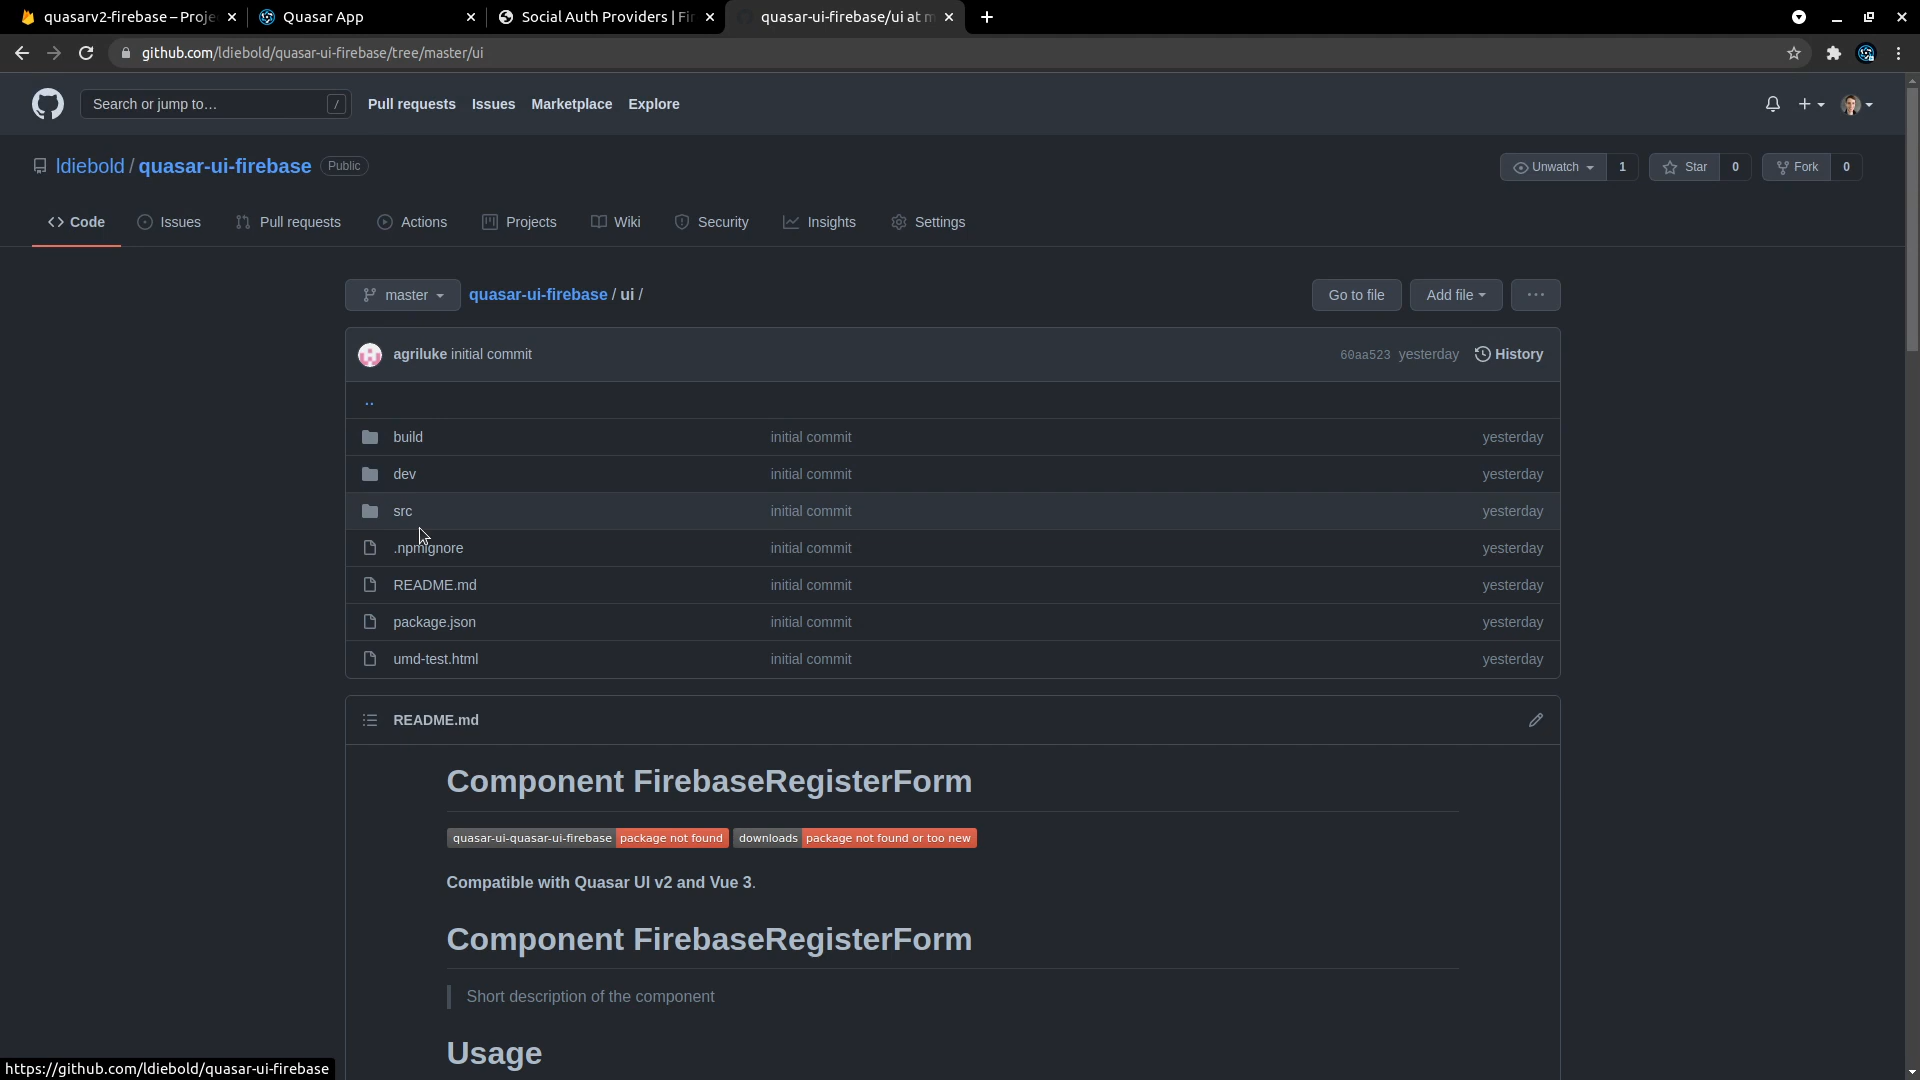 quasarv2-firebase – Proje
Quasar App
Social Auth Providers | Fir
quasar-ui-firebase/ui at m
github.com/ldiebold/quasar-ui-firebase/tree/master/ui
Search or jump to… / Pull requests Issues Marketplace Explore
ldiebold / quasar-ui-firebase Public
Unwatch 1 Star 0 Fork 0
Code Issues Pull requests Actions Projects Wiki Security Insights Settings
master quasar-ui-firebase / ui / Go to file Add file ···
agriluke initial commit 60aa523 yesterday History
..
build initial commit yesterday
dev initial commit yesterday
src initial commit yesterday
.npmignore initial commit yesterday
README.md initial commit yesterday
package.json initial commit yesterday
umd-test.html initial commit yesterday
README.md
Component FirebaseRegisterForm
quasar-ui-quasar-ui-firebase package not found downloads package not found or too new
Compatible with Quasar UI v2 and Vue 3.
Component FirebaseRegisterForm
Short description of the component
Usage
https://github.com/ldiebold/quasar-ui-firebase